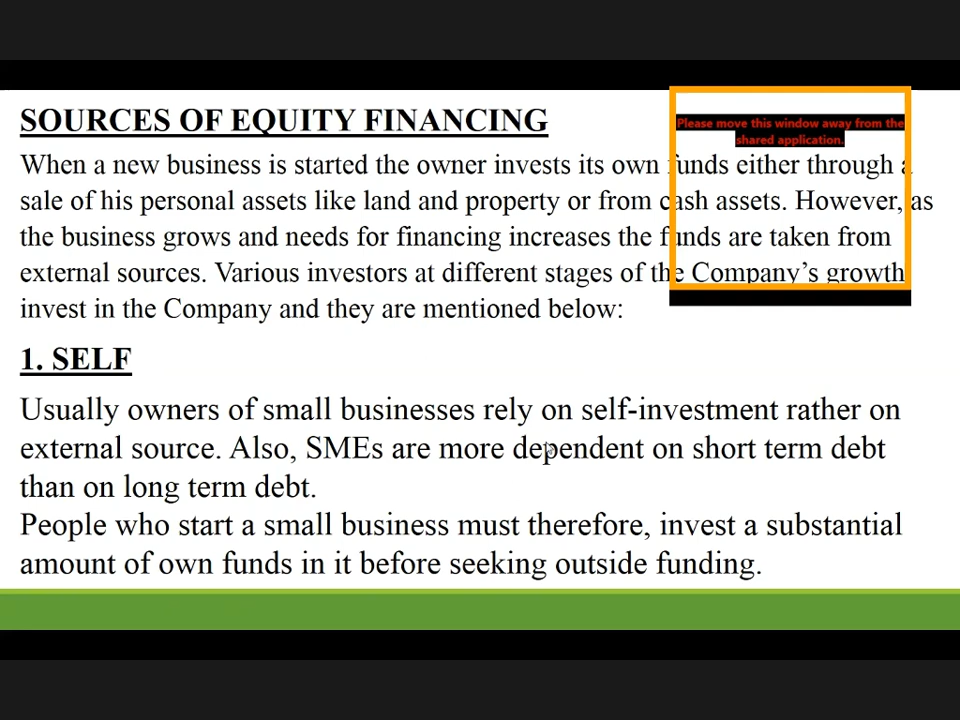 SOURCES OF EQUITY FINANCING
Please move this window away from the
shared application.
When a new business is started the owner invests its own funds either through a
sale of his personal assets like land and property or from cash assets. However, as
the business grows and needs for financing increases the funds are taken from
external sources. Various investors at different stages of the Company's growth
invest in the Company and they are mentioned below:
1. SELF
Usually owners of small businesses rely on self-investment rather on
external source. Also, SMEs are more dependent on short term debt
than on long term debt.
People who start a small business must therefore, invest a substantial
amount of own funds in it before seeking outside funding.